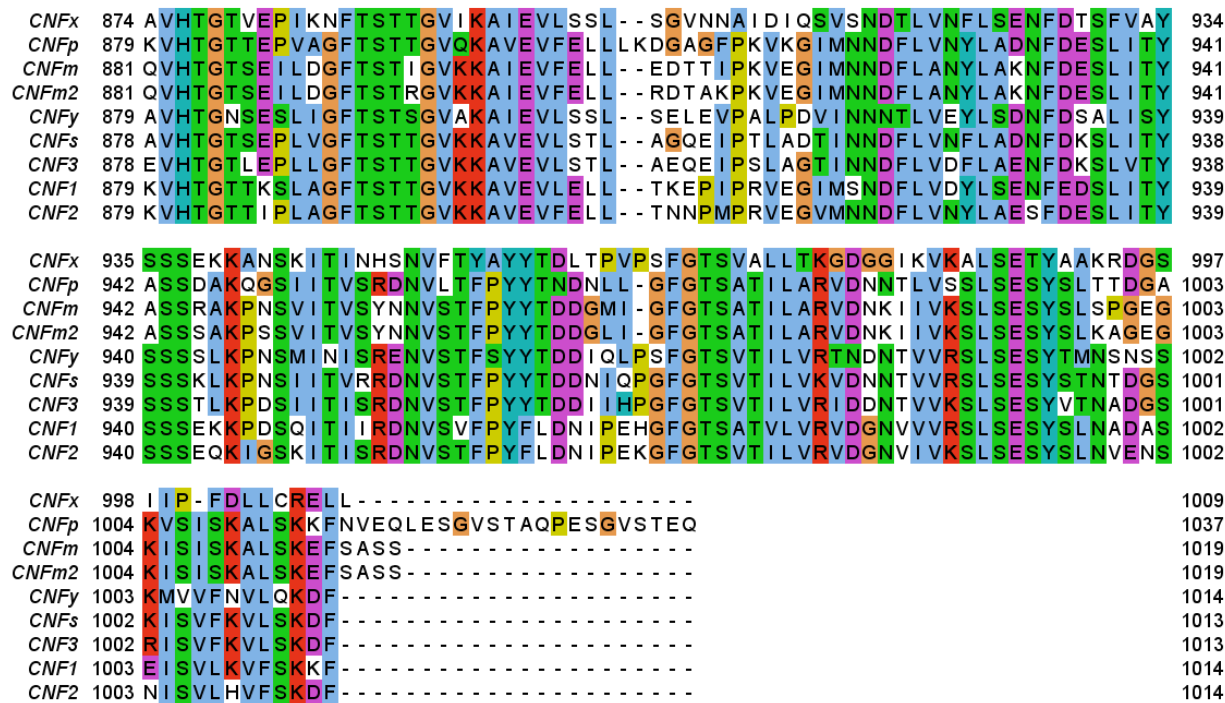 CNFx 874 AVHTGTVEPIKNFTSTTGVIKAIEVLSSL--SGVNNAIDIQSVSNDTLVNFLSENFDTSFVAY 934
CNFp 879 KVHTGTTEPVAGFTSTTGVQKAVEVFELLLKDGAGFPKVKGIMNNDFLVNYLADNFDESLITY 941
CNFm 881 QVHTGTSEILDGFTSTIGVKKAIEVFELL--EDTTIPKVEGIMNNDFLANYLAKNFDESLITY 941
CNFm2 881 QVHTGTSEILDGFTSTRGVKKAVEVFELL--RDTAKPKVEGIMNNDFLANYLAKNFDESLITY 941
CNFy 879 AVHTGNSESLIGFTSTSGVAKAIEVLSSL--SELEVPALPDVINNNTLVEYLSDNFDSALISY 939
CNFs 878 AVHTGTSEPLVGFTSTTGVKKAVEVLSTL--AGQEIPTLADTINNDFLVNFLADNFDKSLITY 938
CNF3 878 EVHTGTLEPLLGFTSTTGVKKAVEVLSTL--AEQEIPSLAGTINNDFLVDFLAENFDKSLVTY 938
CNF1 879 KVHTGTTKSLAGFTSTTGVKKAVEVLELL--TKEPIPRVEGIMSNDFLVDYLSENFEDSLITY 939
CNF2 879 KVHTGTTIPLAGFTSTTGVKKAVEVFELL--TNNPMPRVEGVMNNDFLVNYLAESFDESLITY 939
CNFx 935 SSSEKKANSKITINHSNVFTYAYYTDLTPVPSFGTSVALLTKGDGGIKVKALSETYAAKRDGS 997
CNFp 942 ASSDAKQGSIITVSRDNVLTFPYYTNDNLL-GFGTSATILARVDNNTLVSSLSESYSLTTDGA 1003
CNFm 942 ASSRAKPNSVITVSYNNVSTFPYYTDDGMI-GFGTSATILARVDNKIIVKSLSESYSLSPGEG 1003
CNFm2 942 ASSSAKPSSVITVSYNNVSTFPYYTDDGLI-GFGTSATILARVDNKIIVKSLSESYSLKAGEG 1003
CNFy 940 SSSSLKPNSMINISRENVSTFSYYTDDIQLPSFGTSVTILVRTNDNTVVRSLSESYTMNSNSS 1002
CNFs 939 SSSKLKPNSIITVRRDNVSTFPYYTDDNIQPGFGTSVTILVKVDNNTVVRSLSESYSTNTDGS 1001
CNF3 939 SSSTLKPDSIITISRDNVSTFPYYTDDIIHPGFGTSVTILVRIDDNTVVKSLSESYVTNADGS 1001
CNF1 940 SSSEKKPDSQITIIRDNVSVFPYFLDNIPEHGFGTSATVLVRVDGNVVVRSLSESYSLNADAS 1002
CNF2 940 SSSEQKIGSKITISRDNVSTFPYFLDNIPEKGFGTSVTILVRVDGNVIVKSLSESYSLNVENS 1002
CNFx 998 IIP-FDLLCRELL------------------ 1009
CNFp 1004 KVSISKALSKKFNVEQLESGVSTAQPESGVSTEQ 1037
CNFm 1004 KISISKALSKEFSASS------------------ 1019
CNFm2 1004 KISISKALSKEFSASS------------------ 1019
CNFy 1003 KMVVFNVLQKDF---------------------- 1014
CNFs 1002 KISVFKVLSKDF---------------------- 1013
CNF3 1002 RISVFKVLSKDF---------------------- 1013
CNF1 1003 EISVLKVFSKKF---------------------- 1014
CNF2 1003 NISVLHVFSKDF---------------------- 1014